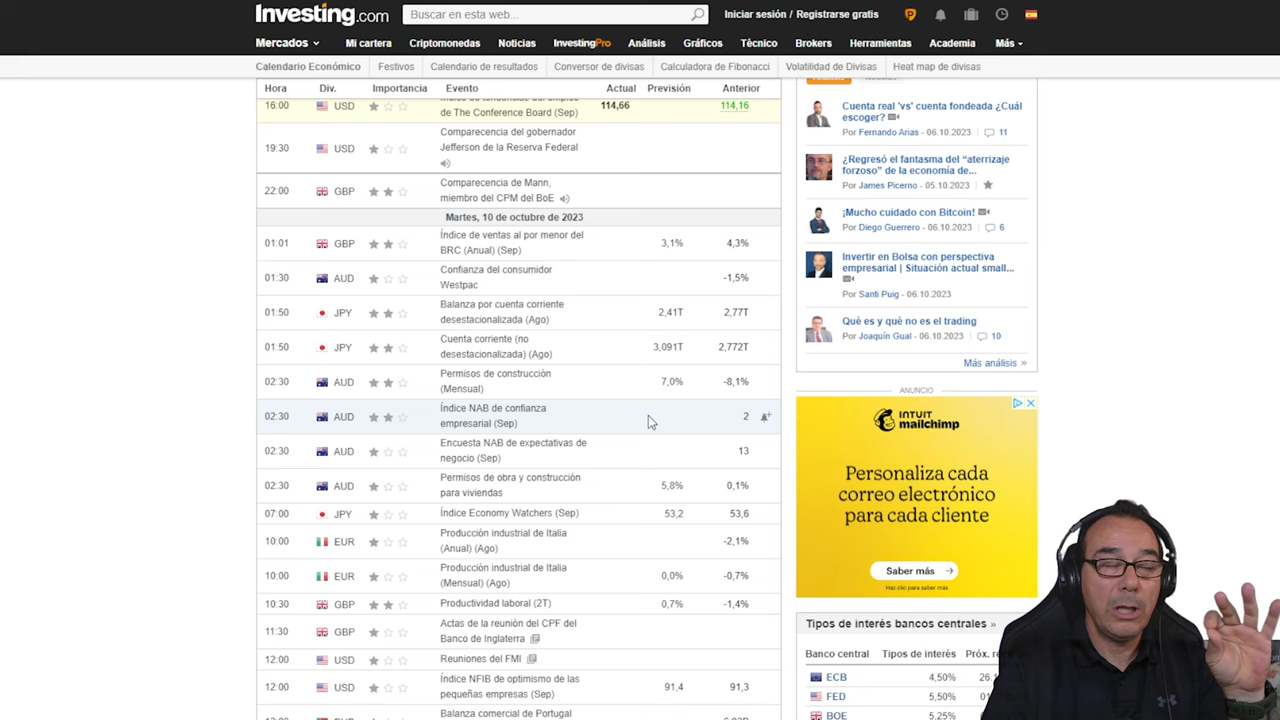 Investing.com
Buscar en esta web...
Iniciar sesión / Registrarse gratis
Mercados
Mi cartera
Criptomonedas
Noticias
InvestingPro
Análisis
Gráficos
Técnico
Brokers
Herramientas
Academia
Más
Calendario Económico
Festivos
Calendario de resultados
Conversor de divisas
Calculadora de Fibonacci
Volatilidad de Divisas
Heat map de divisas
Hora Div. Importancia Evento Actual Previsión Anterior
16:00 USD 114,66 114,16
de The Conference Board (Sep)
Comparecencia del gobernador
19:30 USD Jefferson de la Reserva Federal
Comparecencia de Mann,
22:00 GBP
miembro del CPM del BoE
Martes, 10 de octubre de 2023
Índice de ventas al por menor del
01:01 GBP 3,1% 4,3%
BRC (Anual) (Sep)
Confianza del consumidor
01:30 AUD -1,5%
Westpac
Balanza por cuenta corriente
01:50 JPY 2,41T 2,77T
desestacionalizada (Ago)
Cuenta corriente (no
01:50 JPY 3,091T 2,772T
desestacionalizada) (Ago)
Permisos de construcción
02:30 AUD 7,0% -8,1%
(Mensual)
Índice NAB de confianza
02:30 AUD 2
empresarial (Sep)
Encuesta NAB de expectativas de
02:30 AUD 13
negocio (Sep)
Permisos de obra y construcción
02:30 AUD 5,8% 0,1%
para viviendas
07:00 JPY Índice Economy Watchers (Sep) 53,2 53,6
Producción industrial de Italia
10:00 EUR -2,1%
(Anual) (Ago)
Producción industrial de Italia
10:00 EUR 0,0% -0,7%
(Mensual) (Ago)
10:30 GBP Productividad laboral (2T) 0,7% -1,4%
Actas de la reunión del CPF del
11:30 GBP
Banco de Inglaterra
12:00 USD Reuniones del FMI
Índice NFIB de optimismo de las
12:00 USD 91,4 91,3
pequeñas empresas (Sep)
Balanza comercial de Portugal
Cuenta real 'vs' cuenta fondeada ¿Cuál
escoger?
Por Fernando Arias - 06.10.2023 11
¿Regresó el fantasma del “aterrizaje
forzoso” de la economía de...
Por James Picerno - 05.10.2023
¡Mucho cuidado con Bitcoin!
Por Diego Guerrero - 06.10.2023 6
Invertir en Bolsa con perspectiva
empresarial | Situación actual small...
Por Santi Puig - 06.10.2023
Qué es y qué no es el trading
Por Joaquín Gual - 06.10.2023 10
Más análisis »
ANUNCIO
INTUIT
mailchimp
Personaliza cada
correo electrónico
para cada cliente
Saber más
Haz clic para saber más.
Tipos de interés bancos centrales »
Banco central Tipos de interés Próx.
ECB 4,50% 26.
FED 5,50% 01
BOE 5.25%